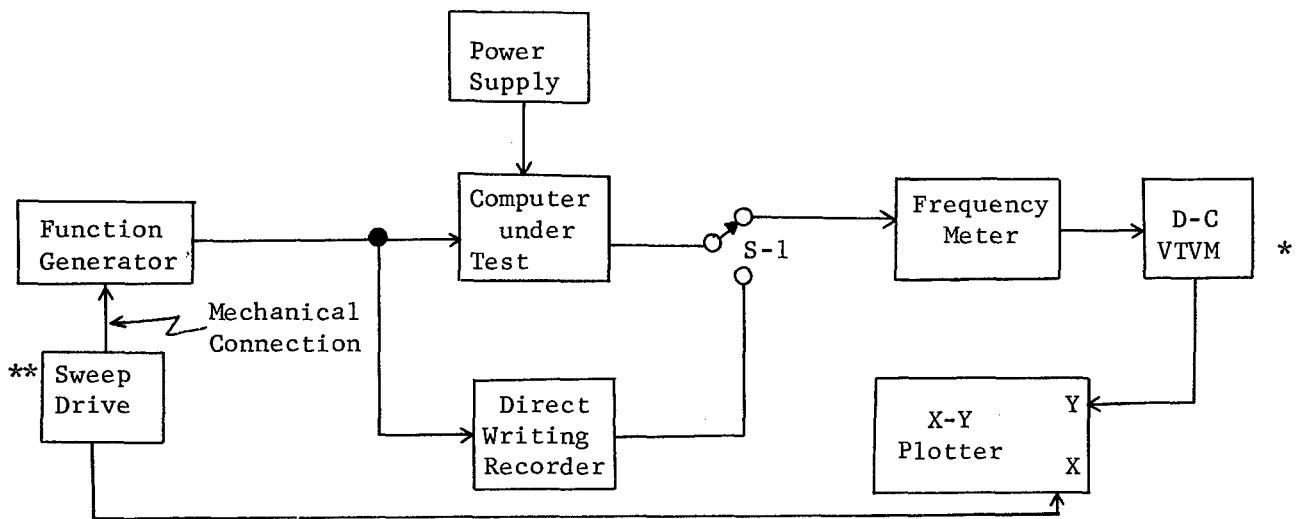 Power
Supply
Function
Generator
Computer
under
Test
S-1
Frequency
Meter
D-C
VTVM
*
Mechanical
Connection
**
Sweep
Drive
Direct
Writing
Recorder
X-Y
Plotter
Y
X